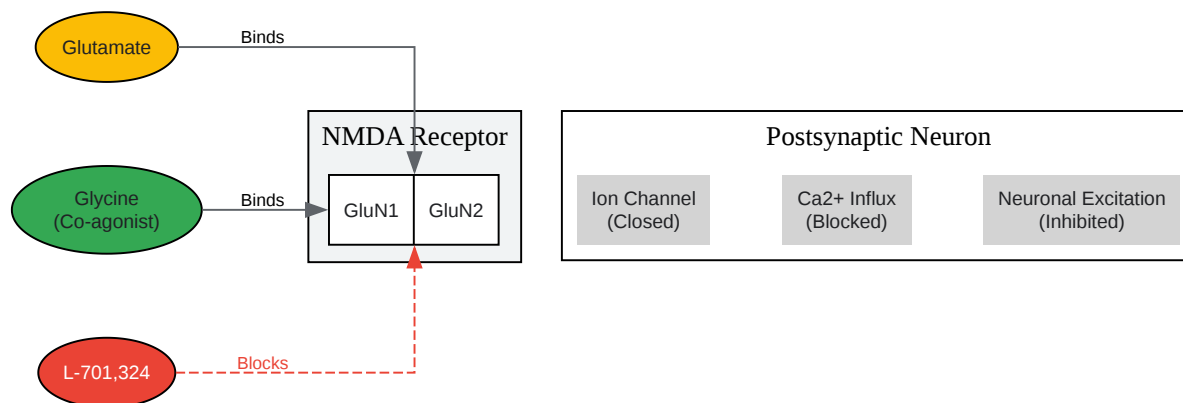 Glutamate
Binds
NMDA Receptor
Postsynaptic Neuron
Glycine
(Co-agonist)
Binds
GluN1
GluN2
Ion Channel
(Closed)
Ca2+ Influx
(Blocked)
Neuronal Excitation
(Inhibited)
L-701,324
Blocks